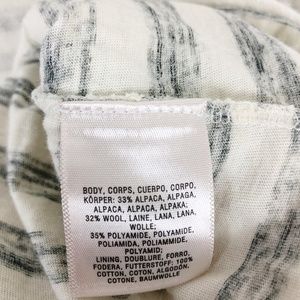 BODY, CORPS, CUERPO, CORPO,
KÖRPER: 33% ALPACA, ALPAGA,
ALPACA, ALPACA, ALPAKA;
32% WOOL, LAINE, LANA, LANA,
WOLLE;
35% POLYAMIDE, POLYAMIDE,
POLIAMIDA, POLIAMMIDE,
POLYAMID;
LINING, DOUBLURE, FORRO,
FODERA, FUTTERSTOFF: 100%
COTTON, COTON, ALGODÓN,
COTONE, BAUMWOLLE